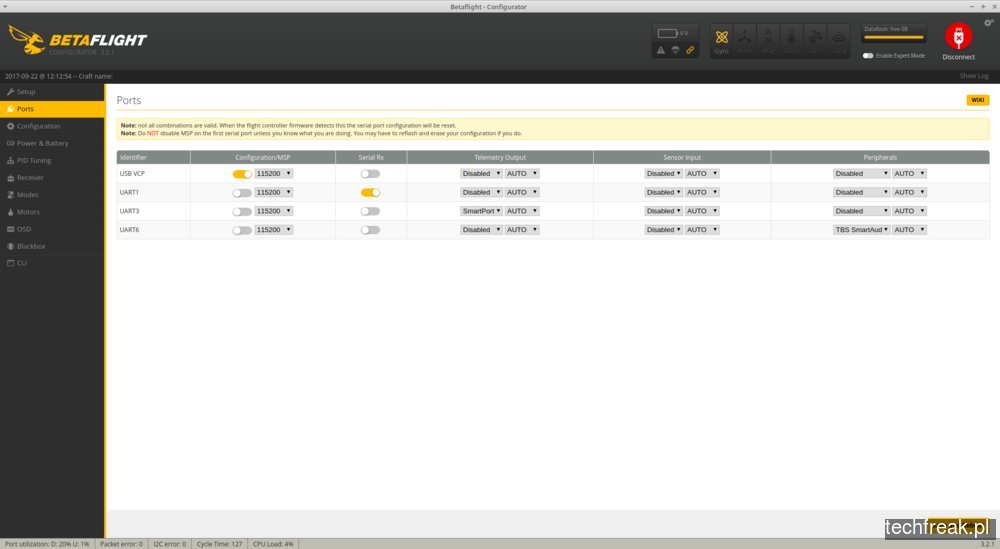 Betaflight - Configurator
BETAFLIGHT
CONFIGURATOR 3.2.1
0 V
Gyro
Dataflash: free 0B
Enable Expert Mode
Disconnect
2017-09-22 @ 12:12:54 -- Craft name:
Show Log
Setup
Ports
Configuration
Power & Battery
PID Tuning
Receiver
Modes
Motors
OSD
Blackbox
CLI
Ports
WIKI
Note: not all combinations are valid. When the flight controller firmware detects this the serial port configuration will be reset.
Note: Do NOT disable MSP on the first serial port unless you know what you are doing. You may have to reflash and erase your configuration if you do.
Identifier Configuration/MSP Serial Rx Telemetry Output Sensor Input Peripherals
USB VCP 115200 Disabled AUTO Disabled AUTO Disabled AUTO
UART1 115200 Disabled AUTO Disabled AUTO Disabled AUTO
UART3 115200 SmartPort AUTO Disabled AUTO Disabled AUTO
UART6 115200 Disabled AUTO Disabled AUTO TBS SmartAud AUTO
techfreak.pl
Port utilization: D: 20% U: 1% Packet error: 0 I2C error: 0 Cycle Time: 127 CPU Load: 4% 3.2.1